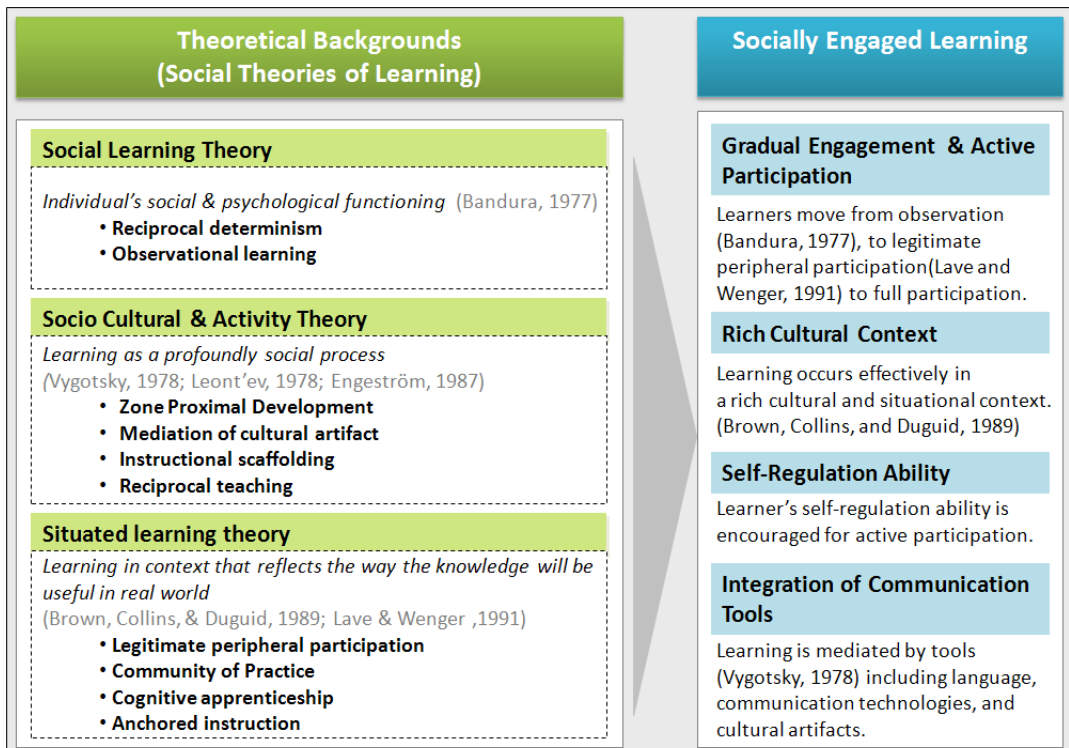 Theoretical Backgrounds
(Social Theories of Learning)
Social Learning Theory
Individual's social & psychological functioning (Bandura, 1977)
• Reciprocal determinism
• Observational learning
Socio Cultural & Activity Theory
Learning as a profoundly social process
(Vygotsky, 1978; Leont'ev, 1978; Engeström, 1987)
• Zone Proximal Development
• Mediation of cultural artifact
• Instructional scaffolding
• Reciprocal teaching
Situated learning theory
Learning in context that reflects the way the knowledge will be
useful in real world
(Brown, Collins, & Duguid, 1989; Lave & Wenger ,1991)
• Legitimate peripheral participation
• Community of Practice
• Cognitive apprenticeship
• Anchored instruction
Socially Engaged Learning
Gradual Engagement & Active
Participation
Learners move from observation
(Bandura, 1977), to legitimate
peripheral participation(Lave and
Wenger, 1991) to full participation.
Rich Cultural Context
Learning occurs effectively in
a rich cultural and situational context.
(Brown, Collins, and Duguid, 1989)
Self-Regulation Ability
Learner's self-regulation ability is
encouraged for active participation.
Integration of Communication
Tools
Learning is mediated by tools
(Vygotsky, 1978) including language,
communication technologies, and
cultural artifacts.